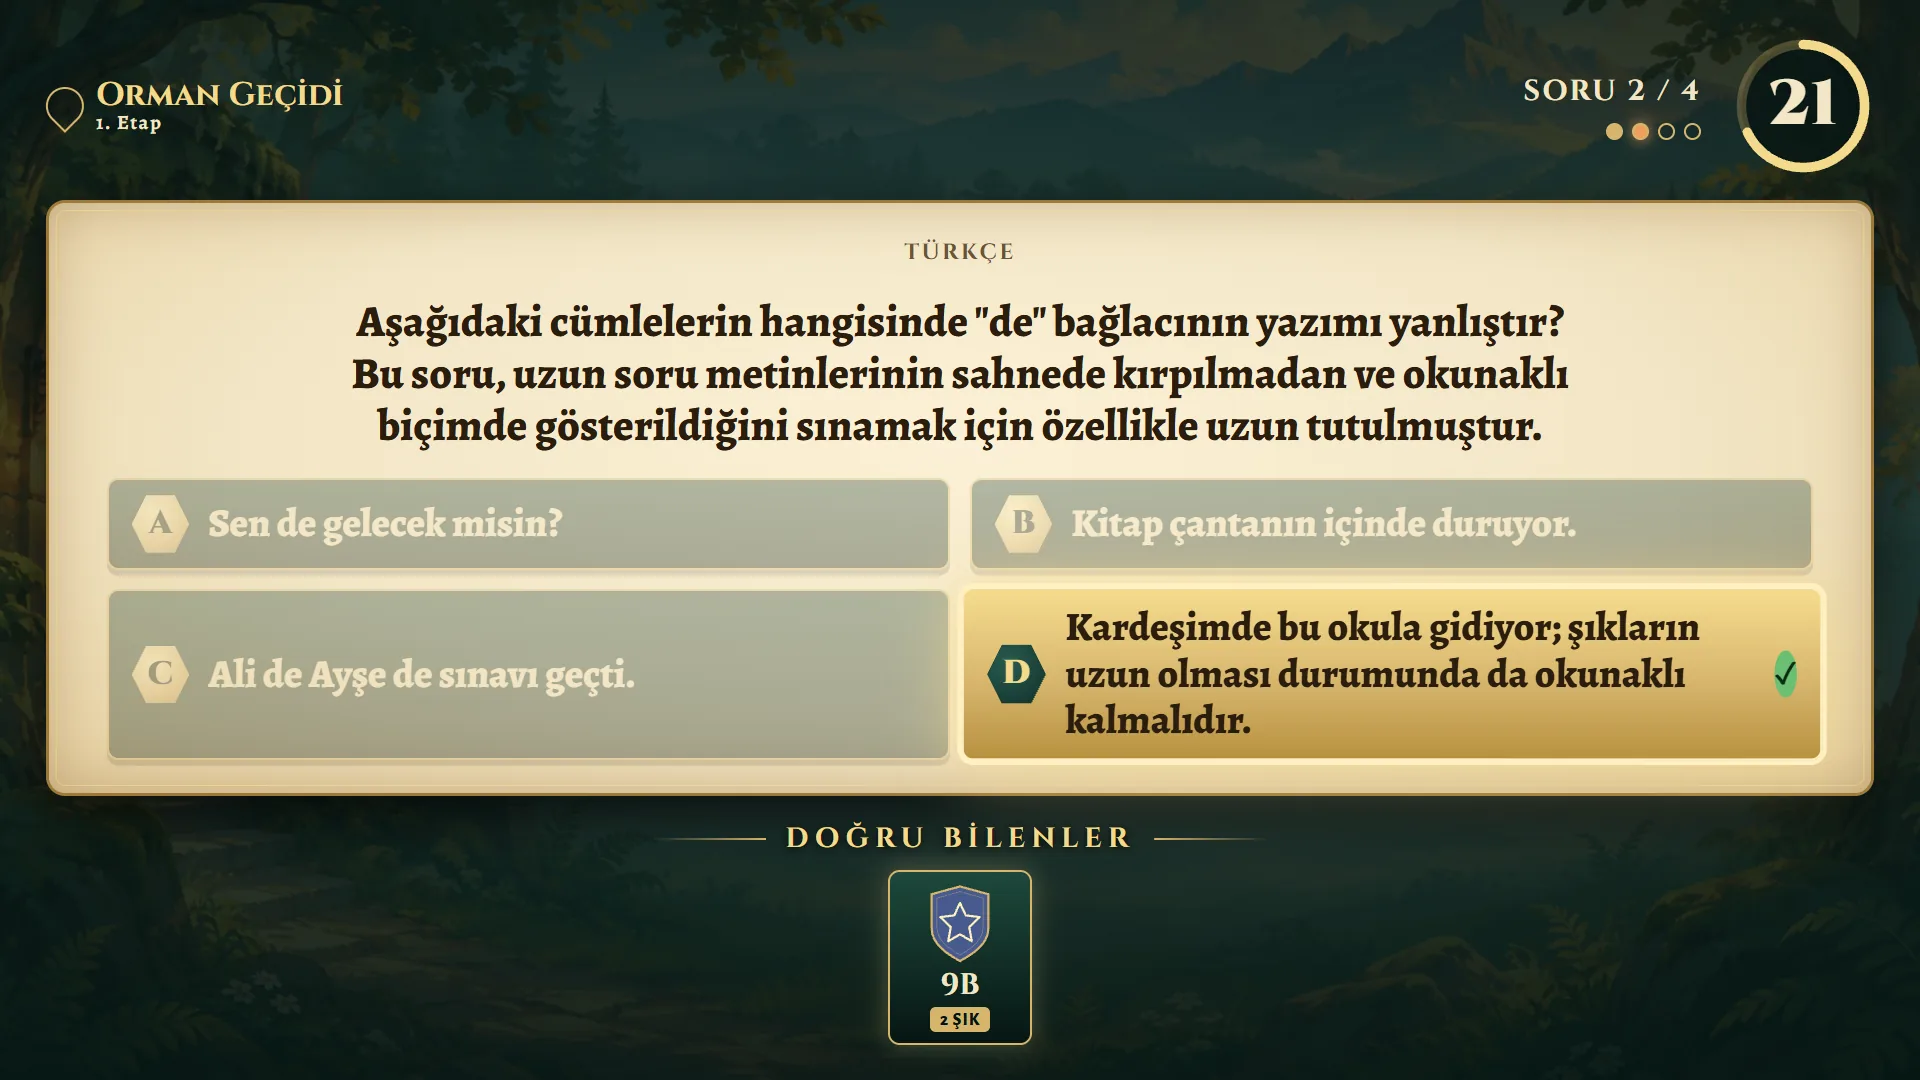 ORMAN GEÇİDİ
1. Etap
SORU 2 / 4
21
TÜRKÇE
Aşağıdaki cümlelerin hangisinde "de" bağlacının yazımı yanlıştır?
Bu soru, uzun soru metinlerinin sahnede kırpılmadan ve okunaklı
biçimde gösterildiğini sınamak için özellikle uzun tutulmuştur.
A Sen de gelecek misin?
B Kitap çantanın içinde duruyor.
C Ali de Ayşe de sınavı geçti.
D Kardeşimde bu okula gidiyor; şıkların
uzun olması durumunda da okunaklı
kalmalıdır.
DOĞRU BİLENLER
9B
2 ŞIK